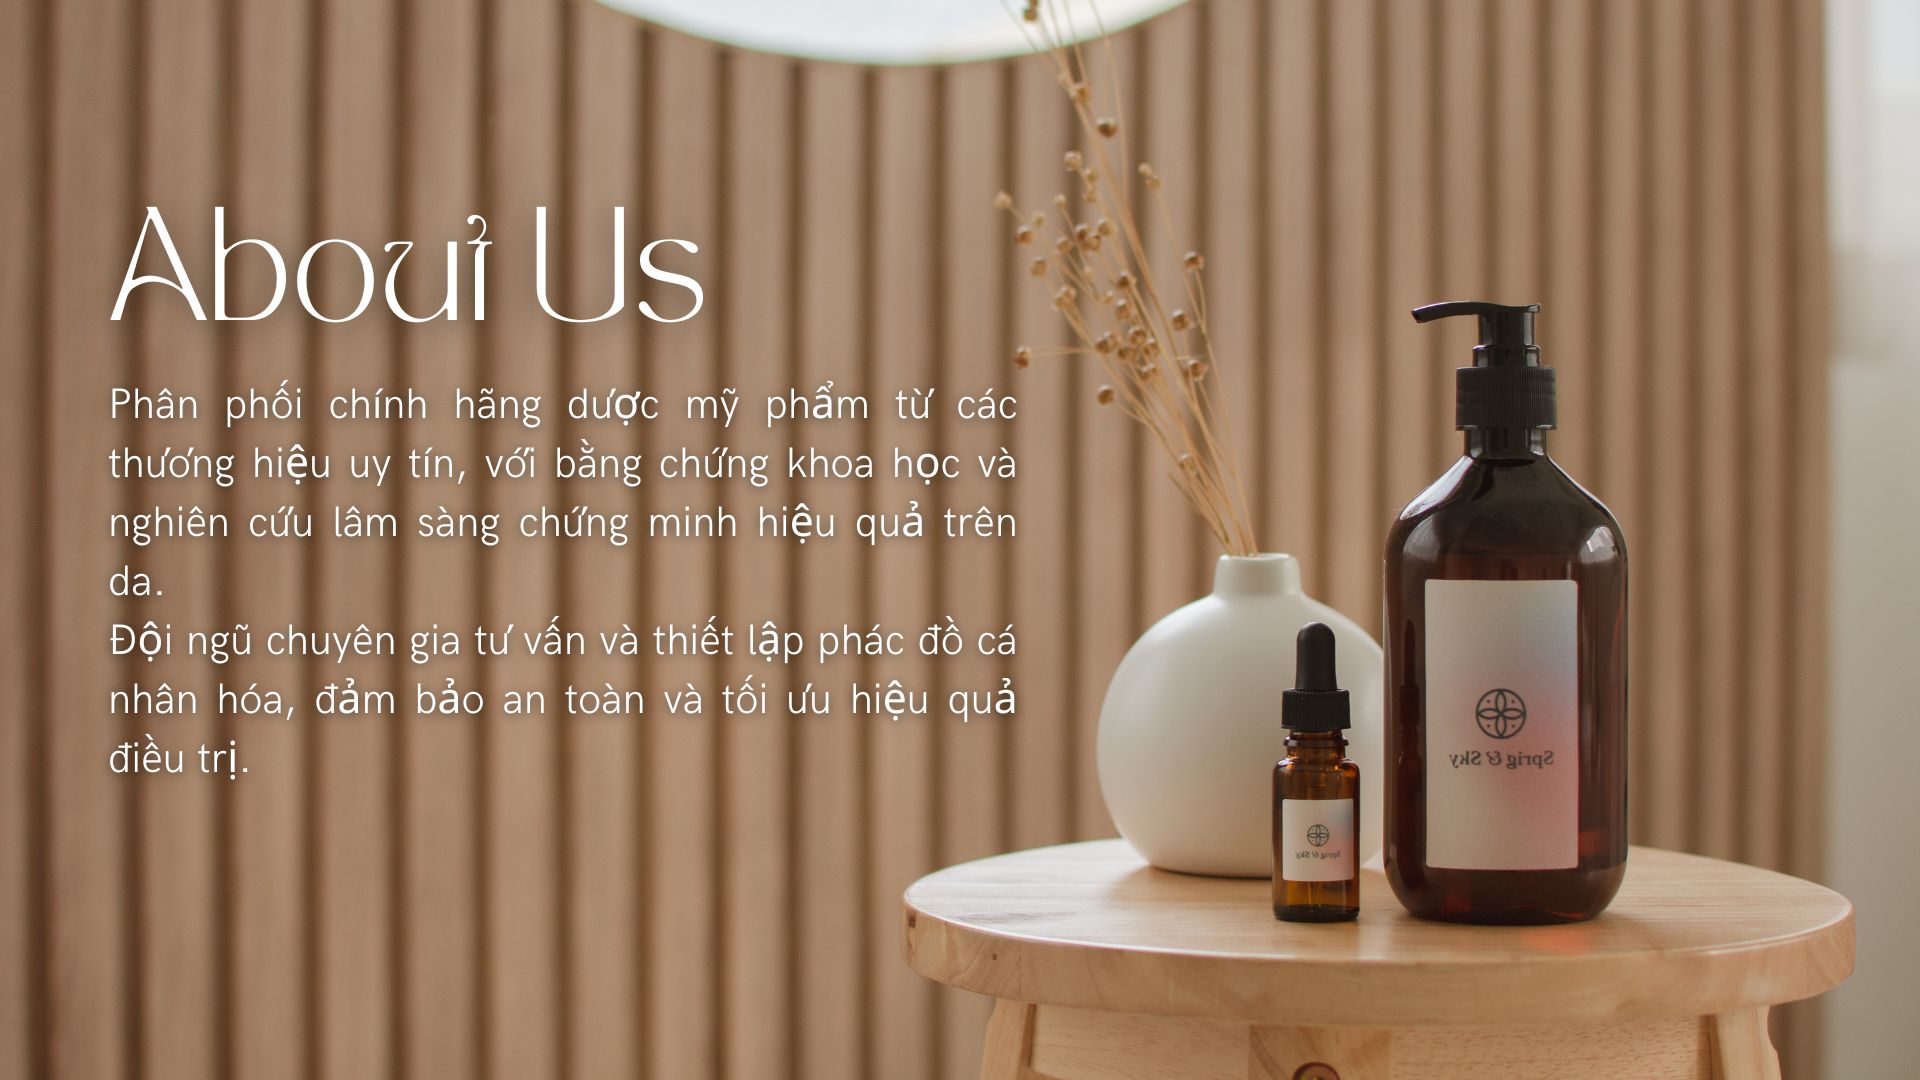 About Us
Phân phối chính hãng dược mỹ phẩm từ các
thương hiệu uy tín, với bằng chứng khoa học và
nghiên cứu lâm sàng chứng minh hiệu quả trên
da.
Đội ngũ chuyên gia tư vấn và thiết lập phác đồ cá
nhân hóa, đảm bảo an toàn và tối ưu hiệu quả
điều trị.
Sprig & Sky
Sprig & Sky